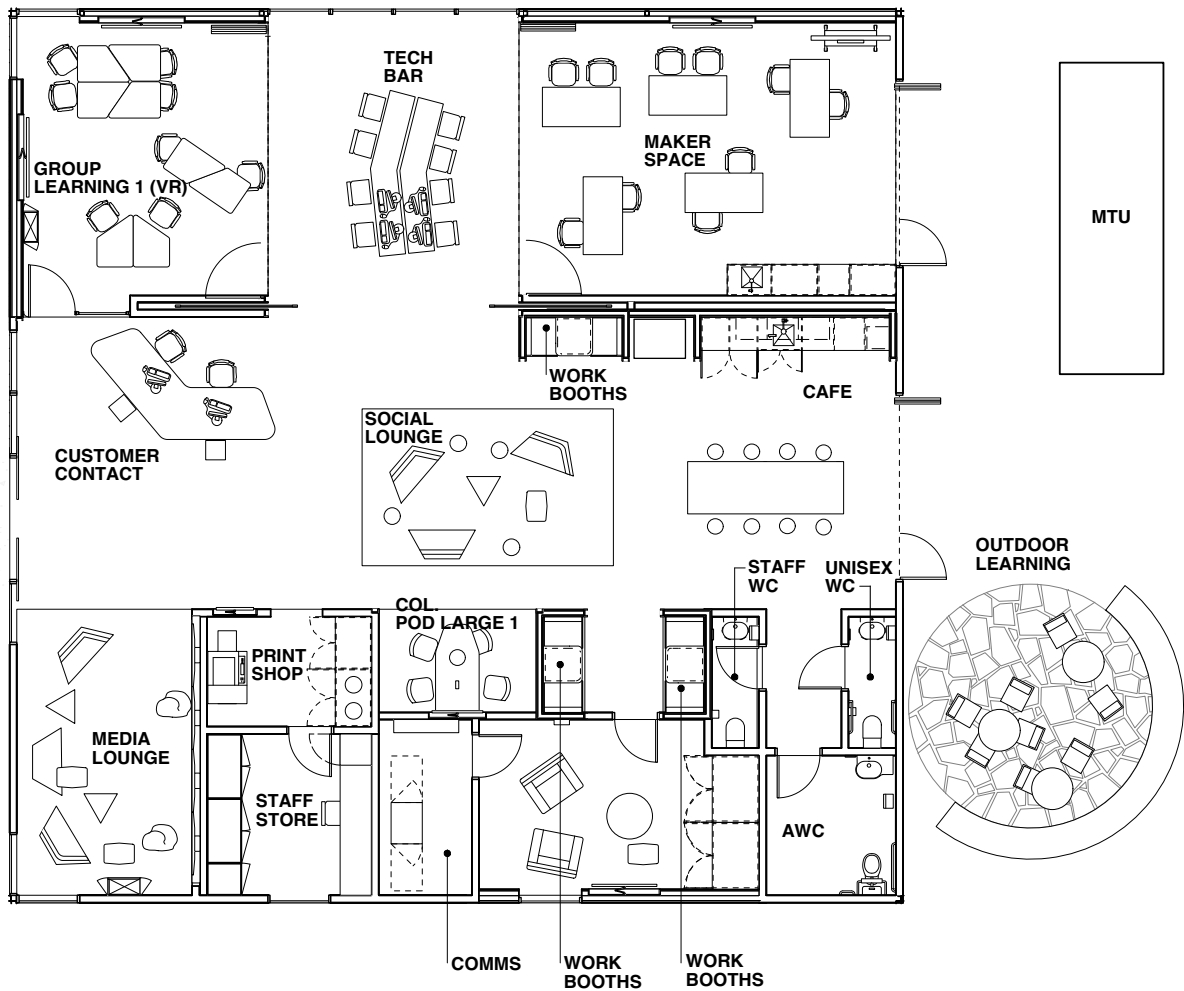 TECH
BAR
MAKER
SPACE
GROUP
LEARNING 1 (VR)
MTU
WORK
BOOTHS
CAFE
SOCIAL
LOUNGE
CUSTOMER
CONTACT
OUTDOOR
LEARNING
STAFF
WC
UNISEX
WC
COL.
POD LARGE 1
PRINT
SHOP
MEDIA
LOUNGE
STAFF
STORE
AWC
COMMS
WORK
BOOTHS
WORK
BOOTHS